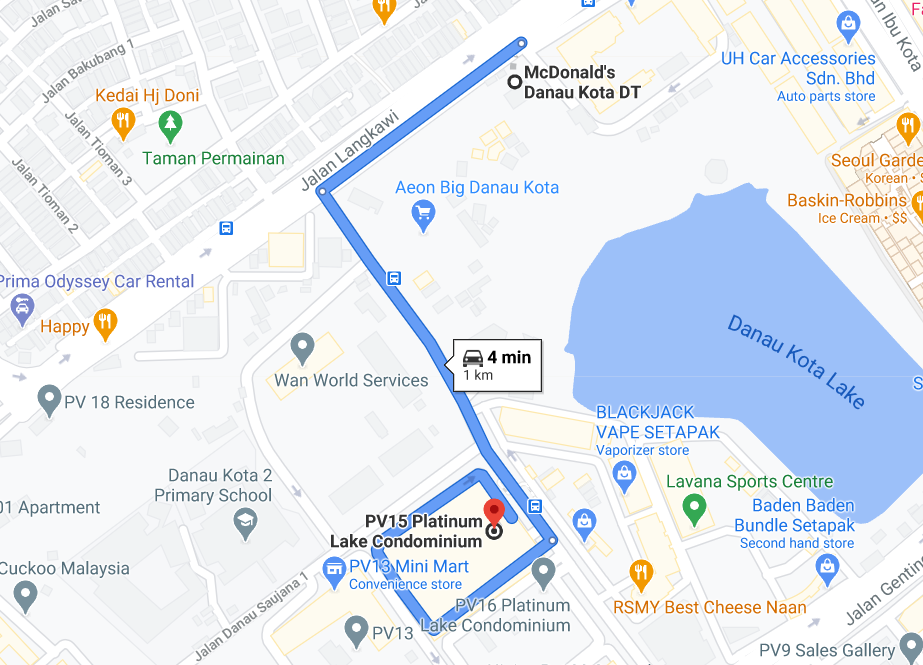 Jalan Sa
Jalan Bakubang 1
Jalan Ibu Kota
Fa
UH Car Accessories
Sdn. Bhd
Auto parts store
McDonald's
Danau Kota DT
Kedai Hj Doni
Jalan Tioman 3
Taman Permainan
Jalan Langkawi
Jalan Tioman 2
Seoul Garde
Korean • $
Aeon Big Danau Kota
Baskin-Robbins
Ice Cream • $$
Prima Odyssey Car Rental
Happy
Danau Kota Lake
4 min
1 km
Wan World Services
S
PV 18 Residence
BLACKJACK
VAPE SETAPAK
Vaporizer store
Danau Kota 2
Primary School
Lavana Sports Centre
01 Apartment
Baden Baden
Bundle Setapak
Second hand store
PV15 Platinum
Lake Condominium
Cuckoo Malaysia
PV13 Mini Mart
Convenience store
Jalan Danau Saujana 1
PV16 Platinum
Lake Condominium
RSMY Best Cheese Naan
Jalan Genting
PV13
PV9 Sales Gallery